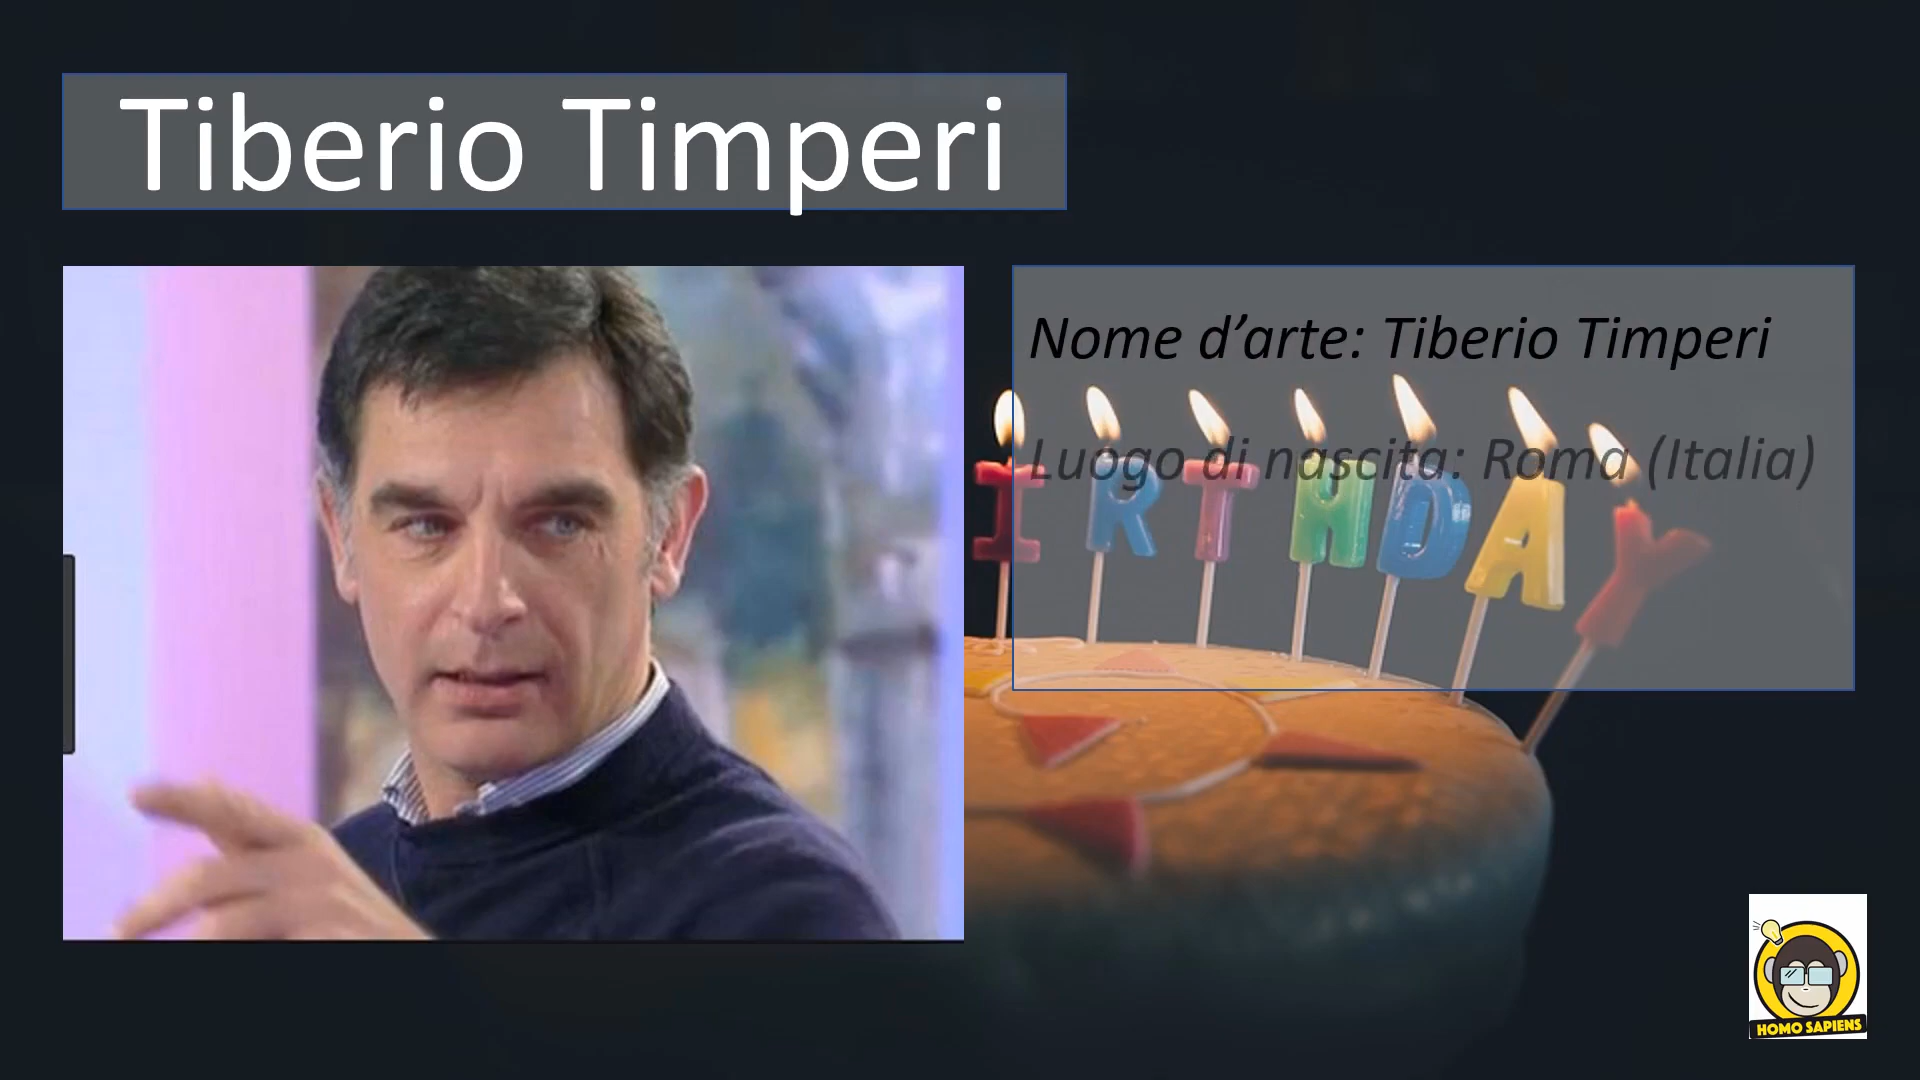 Tiberio Timperi
Nome d’arte: Tiberio Timperi
Luogo di nascita: Roma (Italia)
IRTHDAY
HOMO SAPIENS